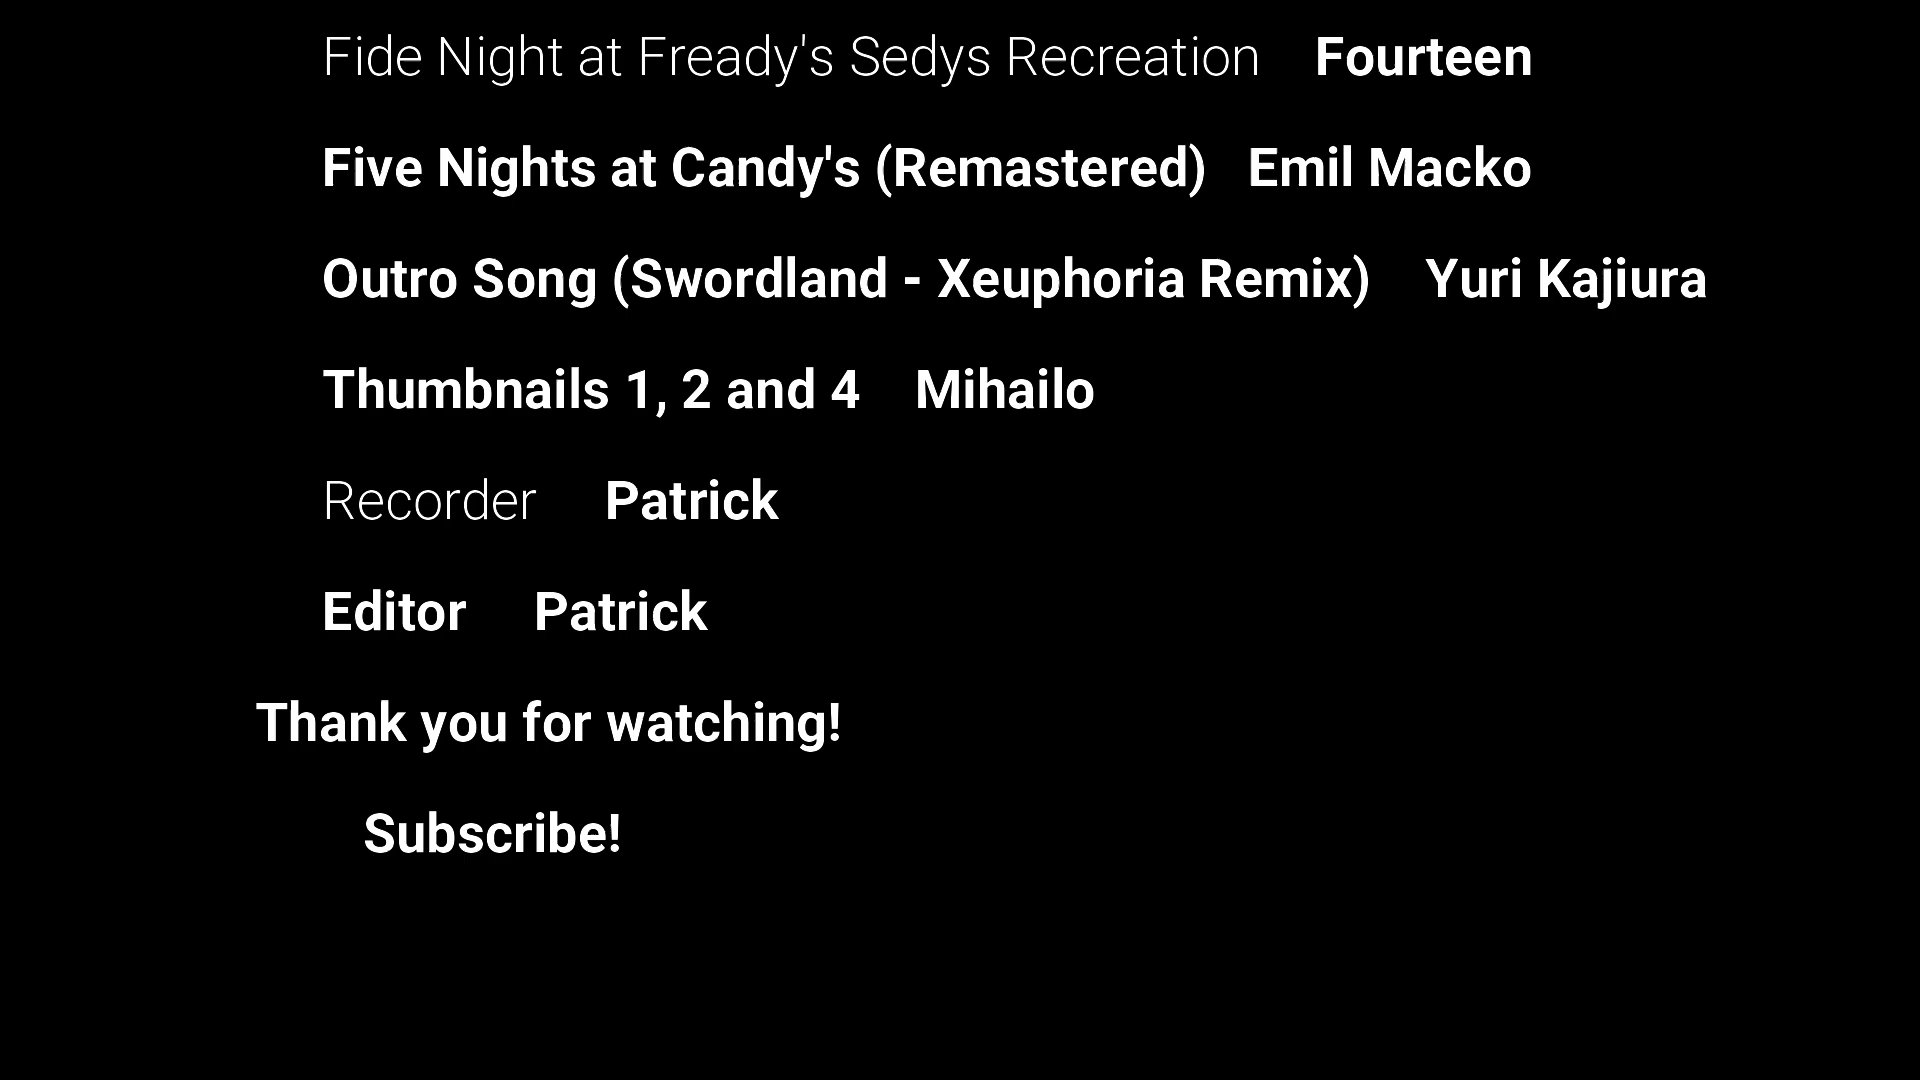 Fide Night at Fready's Sedys Recreation Fourteen
Five Nights at Candy's (Remastered) Emil Macko
Outro Song (Swordland - Xeuphoria Remix) Yuri Kajiura
Thumbnails 1, 2 and 4 Mihailo
Recorder Patrick
Editor Patrick
Thank you for watching!
Subscribe!